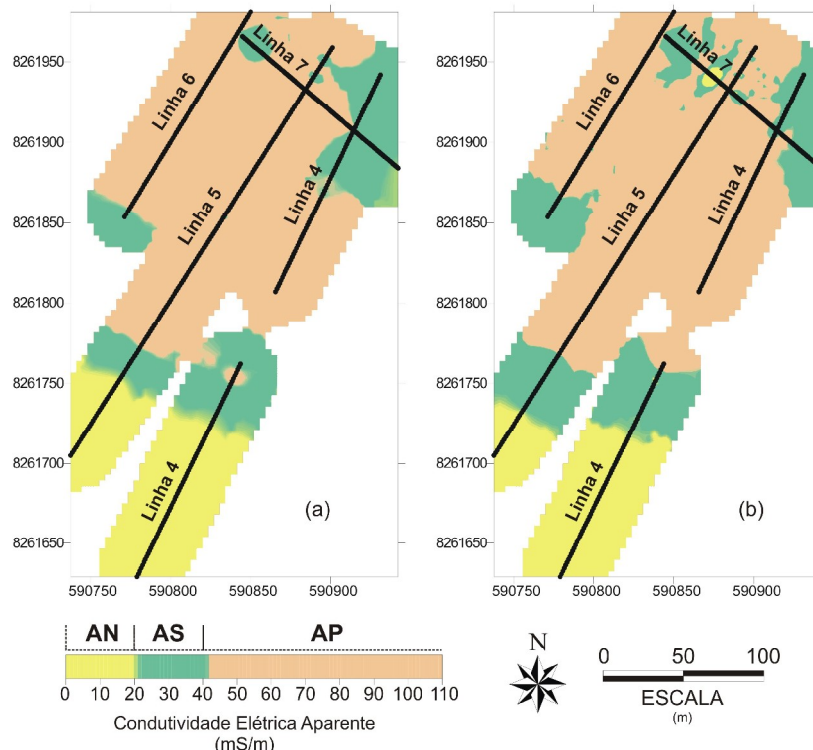 8261950
8261900
8261850
8261800
8261750
8261700
8261650
Linha 6
Linha 7
Linha 5
Linha 4
Linha 4
(a)
590750 590800 590850 590900
8261950
8261900
8261850
8261800
8261750
8261700
8261650
Linha 6
Linha 7
Linha 5
Linha 4
Linha 4
(b)
590750 590800 590850 590900
AN AS AP
0 10 20 30 40 50 60 70 80 90 100 110
Condutividade Elétrica Aparente
(mS/m)
N
0 50 100
ESCALA
(m)